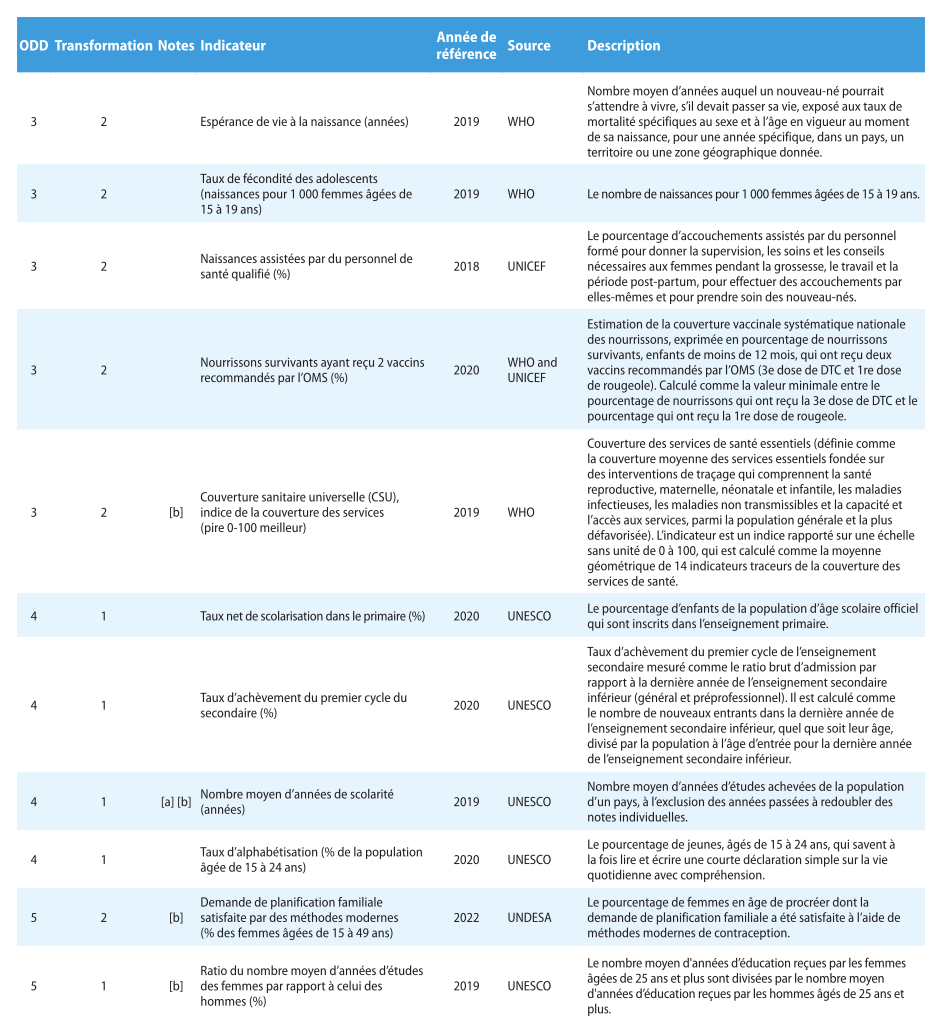 ODD Transformation Notes Indicateur Année de référence Source Description
3 2 Espérance de vie à la naissance (années) 2019 WHO
Nombre moyen d’années auquel un nouveau-né pourrait
s’attendre à vivre, s’il devait passer sa vie, exposé aux taux de
mortalité spécifiques au sexe et à l’âge en vigueur au moment
de sa naissance, pour une année spécifique, dans un pays, un
territoire ou une zone géographique donnée.
3 2
Taux de fécondité des adolescents
(naissances pour 1 000 femmes âgées de
15 à 19 ans)
2019 WHO Le nombre de naissances pour 1 000 femmes âgées de 15 à 19 ans.
3 2
Naissances assistées par du personnel de
santé qualifié (%)
2018 UNICEF
Le pourcentage d’accouchements assistés par du personnel
formé pour donner la supervision, les soins et les conseils
nécessaires aux femmes pendant la grossesse, le travail et la
période post-partum, pour effectuer des accouchements par
elles-mêmes et pour prendre soin des nouveau-nés.
3 2
Nourrissons survivants ayant reçu 2 vaccins
recommandés par l’OMS (%)
2020
WHO and
UNICEF
Estimation de la couverture vaccinale systématique nationale
des nourrissons, exprimée en pourcentage de nourrissons
survivants, enfants de moins de 12 mois, qui ont reçu deux
vaccins recommandés par l’OMS (3e dose de DTC et 1re dose
de rougeole). Calculé comme la valeur minimale entre le
pourcentage de nourrissons qui ont reçu la 3e dose de DTC et le
pourcentage qui ont reçu la 1re dose de rougeole.
3 2 [b]
Couverture sanitaire universelle (CSU),
indice de la couverture des services
(pire 0-100 meilleur)
2019 WHO
Couverture des services de santé essentiels (définie comme
la couverture moyenne des services essentiels fondée sur
des interventions de traçage qui comprennent la santé
reproductive, maternelle, néonatale et infantile, les maladies
infectieuses, les maladies non transmissibles et la capacité et
l’accès aux services, parmi la population générale et la plus
défavorisée). L’indicateur est un indice rapporté sur une échelle
sans unité de 0 à 100, qui est calculé comme la moyenne
géométrique de 14 indicateurs traceurs de la couverture des
services de santé.
4 1 Taux net de scolarisation dans le primaire (%) 2020 UNESCO
Le pourcentage d’enfants de la population d’âge scolaire officiel
qui sont inscrits dans l’enseignement primaire.
4 1
Taux d’achèvement du premier cycle du
secondaire (%)
2020 UNESCO
Taux d’achèvement du premier cycle de l’enseignement
secondaire mesuré comme le ratio brut d’admission par
rapport à la dernière année de l’enseignement secondaire
inférieur (général et préprofessionnel). Il est calculé comme
le nombre de nouveaux entrants dans la dernière année de
l’enseignement secondaire inférieur, quel que soit leur âge,
divisé par la population à l’âge d’entrée pour la dernière année
de l’enseignement secondaire inférieur.
4 1 [a] [b]
Nombre moyen d’années de scolarité
(années)
2019 UNESCO
Nombre moyen d’années d’études achevées de la population
d’un pays, à l’exclusion des années passées à redoubler des
notes individuelles.
4 1
Taux d’alphabétisation (% de la population
âgée de 15 à 24 ans)
2020 UNESCO
Le pourcentage de jeunes, âgés de 15 à 24 ans, qui savent à
la fois lire et écrire une courte déclaration simple sur la vie
quotidienne avec compréhension.
5 2 [b]
Demande de planification familiale
satisfaite par des méthodes modernes
(% des femmes âgées de 15 à 49 ans)
2022 UNDESA
Le pourcentage de femmes en âge de procréer dont la
demande de planification familiale a été satisfaite à l’aide de
méthodes modernes de contraception.
5 1 [b]
Ratio du nombre moyen d’années d’études
des femmes par rapport à celui des
hommes (%)
2019 UNESCO
Le nombre moyen d'années d’éducation reçues par les femmes
âgées de 25 ans et plus sont divisées par le nombre moyen
d'années d’éducation reçues par les hommes âgés de 25 ans et
plus.